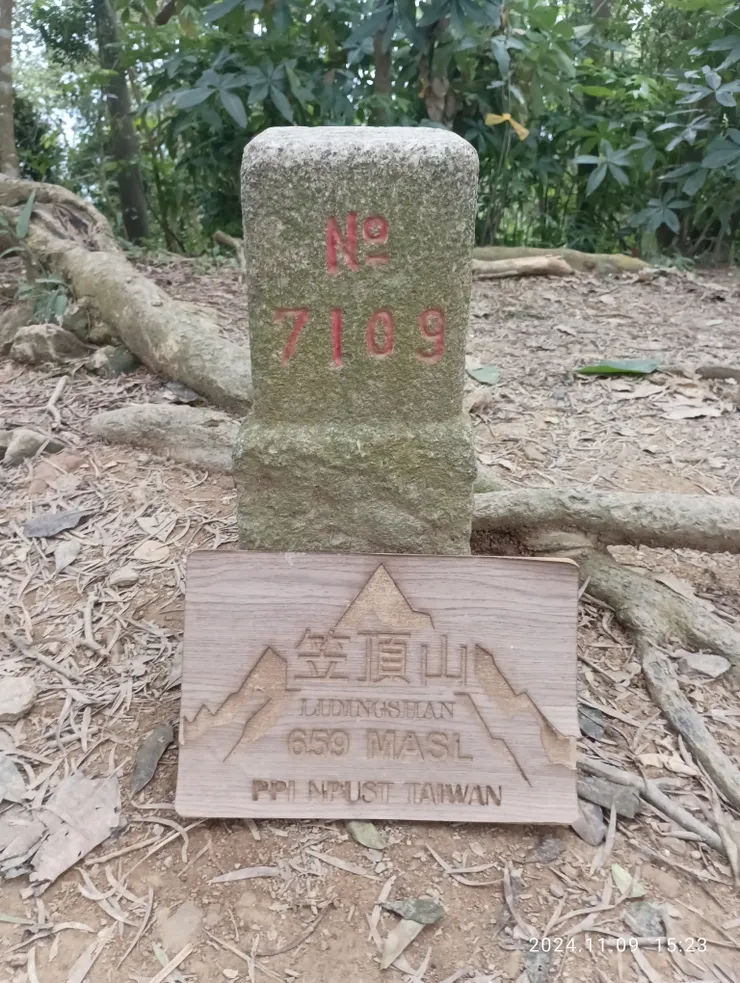 Nº
7109
笠頂山
LIDINGSHAN
659 MASL
PPI NPUST TAIWAN
2024.11.09 15:23